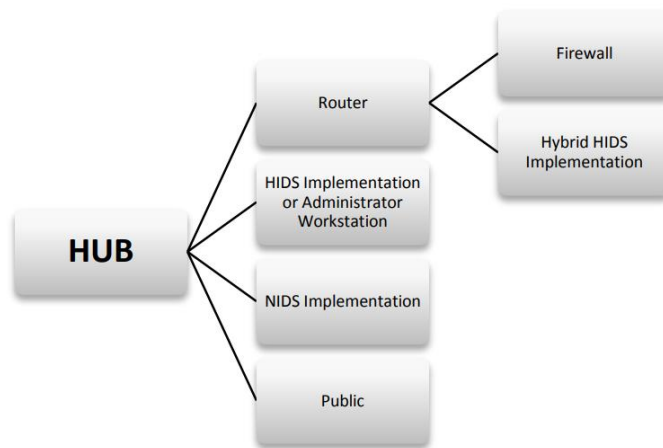 Firewall
Router
Hybrid HIDS
Implementation
HIDS Implementation
or Administrator
Workstation
HUB
NIDS Implementation
Public